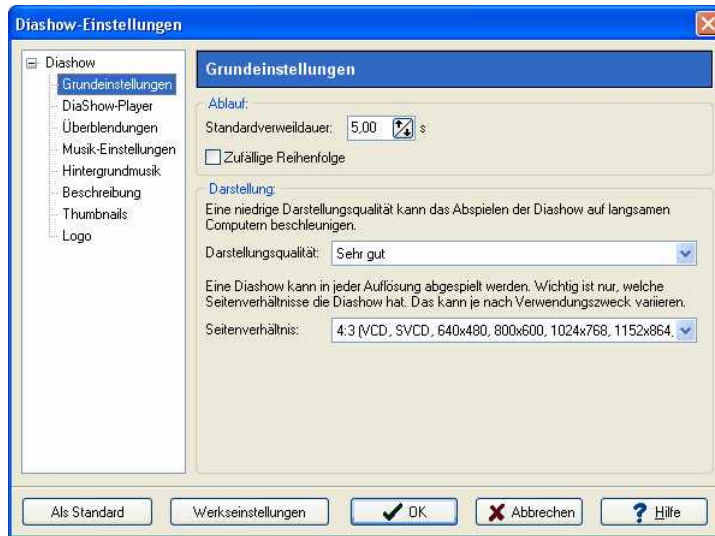 Diashow-Einstellungen
Diashow
Grundeinstellungen
DiaShow-Player
Überblendungen
Musik-Einstellungen
Hintergrundmusik
Beschreibung
Thumbnails
Logo
Grundeinstellungen
Ablauf:
Standardverweildauer: 5,00 s
Zufällige Reihenfolge
Darstellung:
Eine niedrige Darstellungsqualität kann das Abspielen der Diashow auf langsamen
Computern beschleunigen.
Darstellungsqualität: Sehr gut
Eine Diashow kann in jeder Auflösung abgespielt werden. Wichtig ist nur, welche
Seitenverhältnisse die Diashow hat. Das kann je nach Verwendungszweck variieren.
Seitenverhältnis: 4:3 (VCD, SVCD, 640x480, 800x600, 1024x768, 1152x864,
Als Standard
Werkseinstellungen
OK
Abbrechen
Hilfe